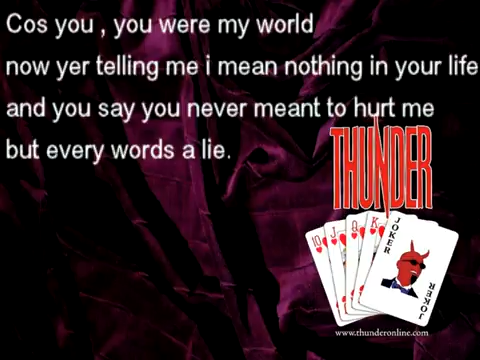 Cos you , you were my world
now yer telling me i mean nothing in your life
and you say you never meant to hurt me
but every words a lie.
THUNDER
10 J Q K JOKER
JOKER
www.thunderonline.com